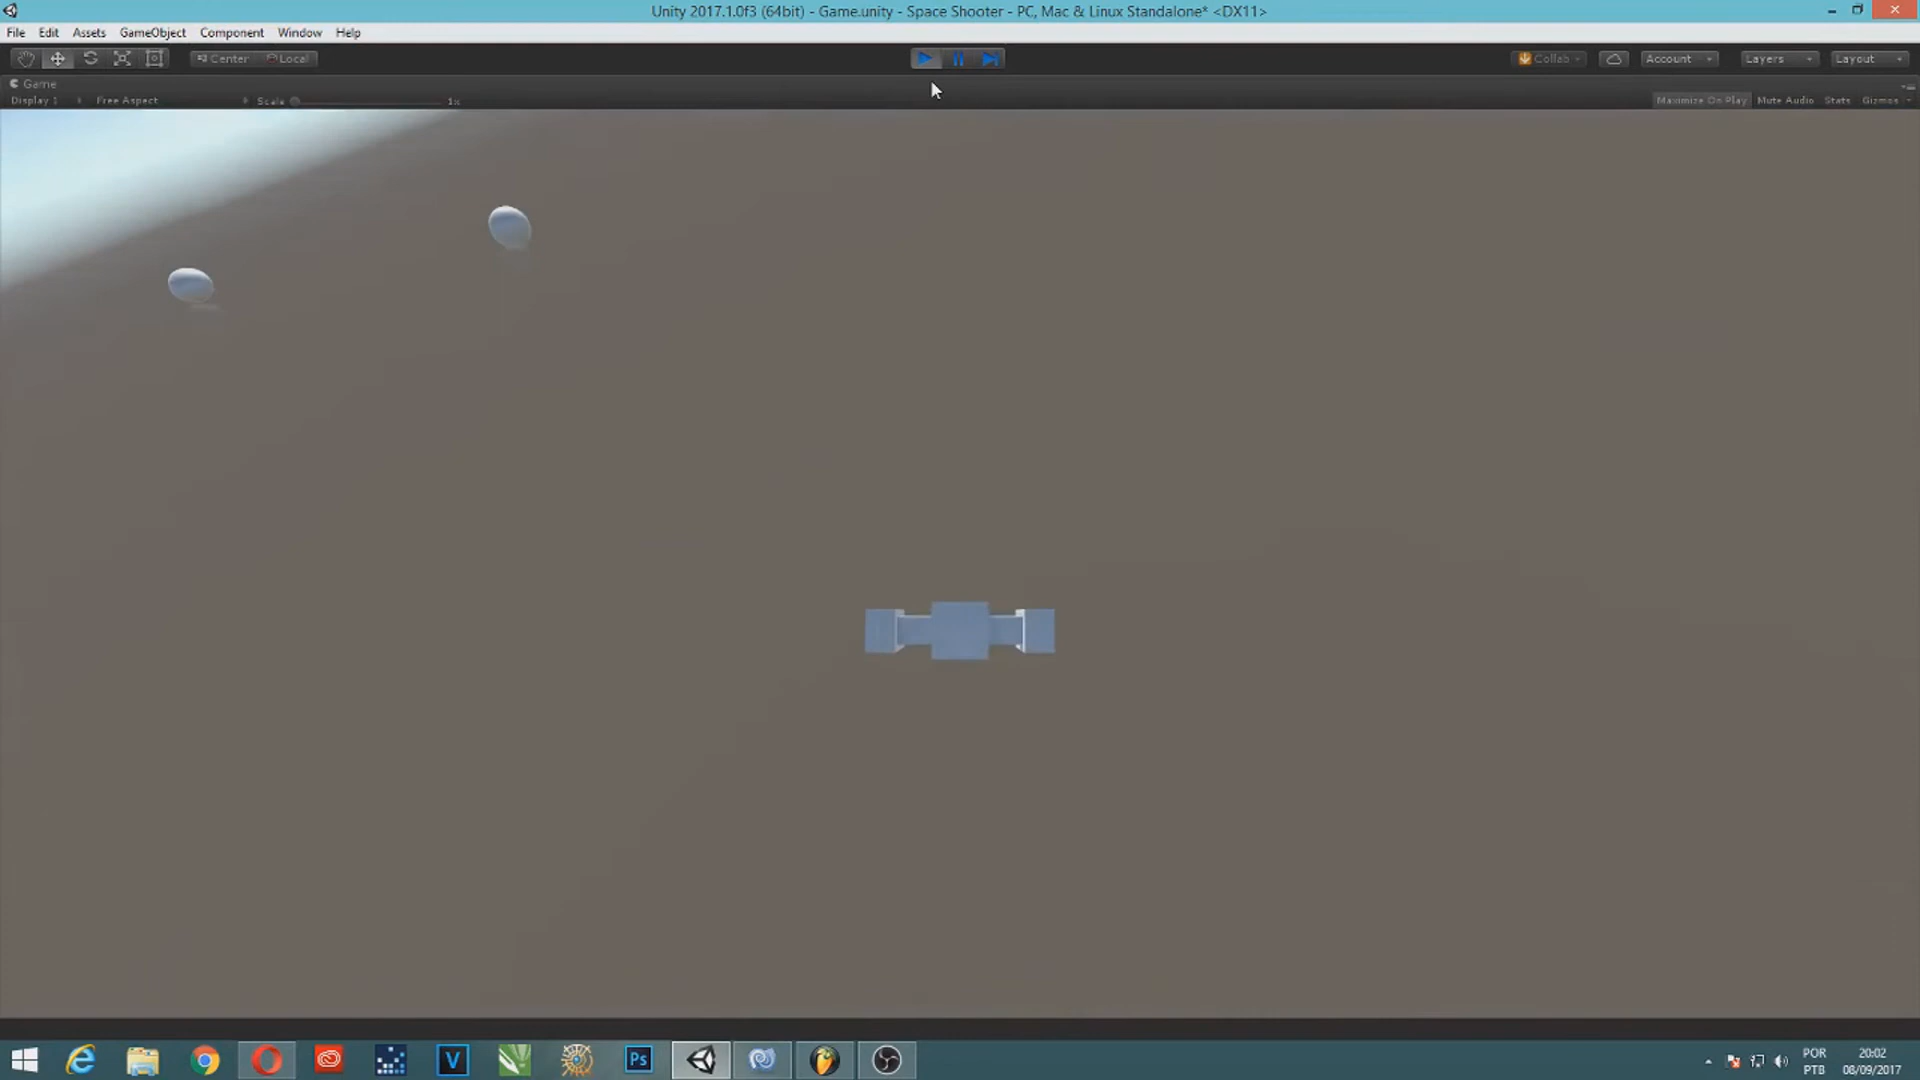 Unity 2017.1.0f3 (64bit) - Game.unity - Space Shooter - PC, Mac & Linux Standalone* <DX11>
File Edit Assets GameObject Component Window Help
Center Local Collab Account Layers Layout
Game
Display 1 Free Aspect Scale 1x Maximize On Play Mute Audio Stats Gizmos
V Ps
POR 20:02
PTB 08/09/2017